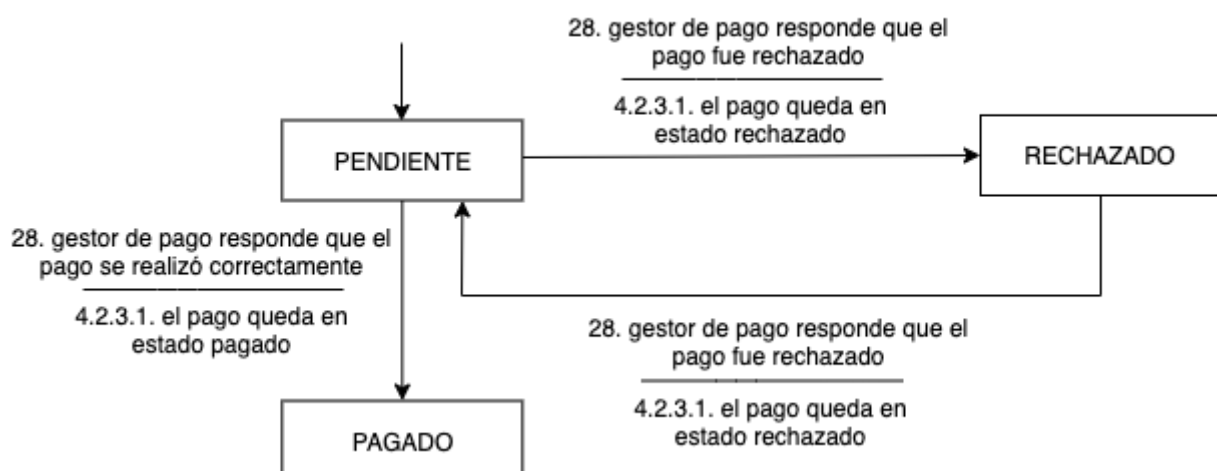 28. gestor de pago responde que el
pago fue rechazado
4.2.3.1. el pago queda en
estado rechazado
PENDIENTE
RECHAZADO
28. gestor de pago responde que el
pago se realizó correctamente
4.2.3.1. el pago queda en
estado pagado
28. gestor de pago responde que el
pago fue rechazado
4.2.3.1. el pago queda en
estado rechazado
PAGADO